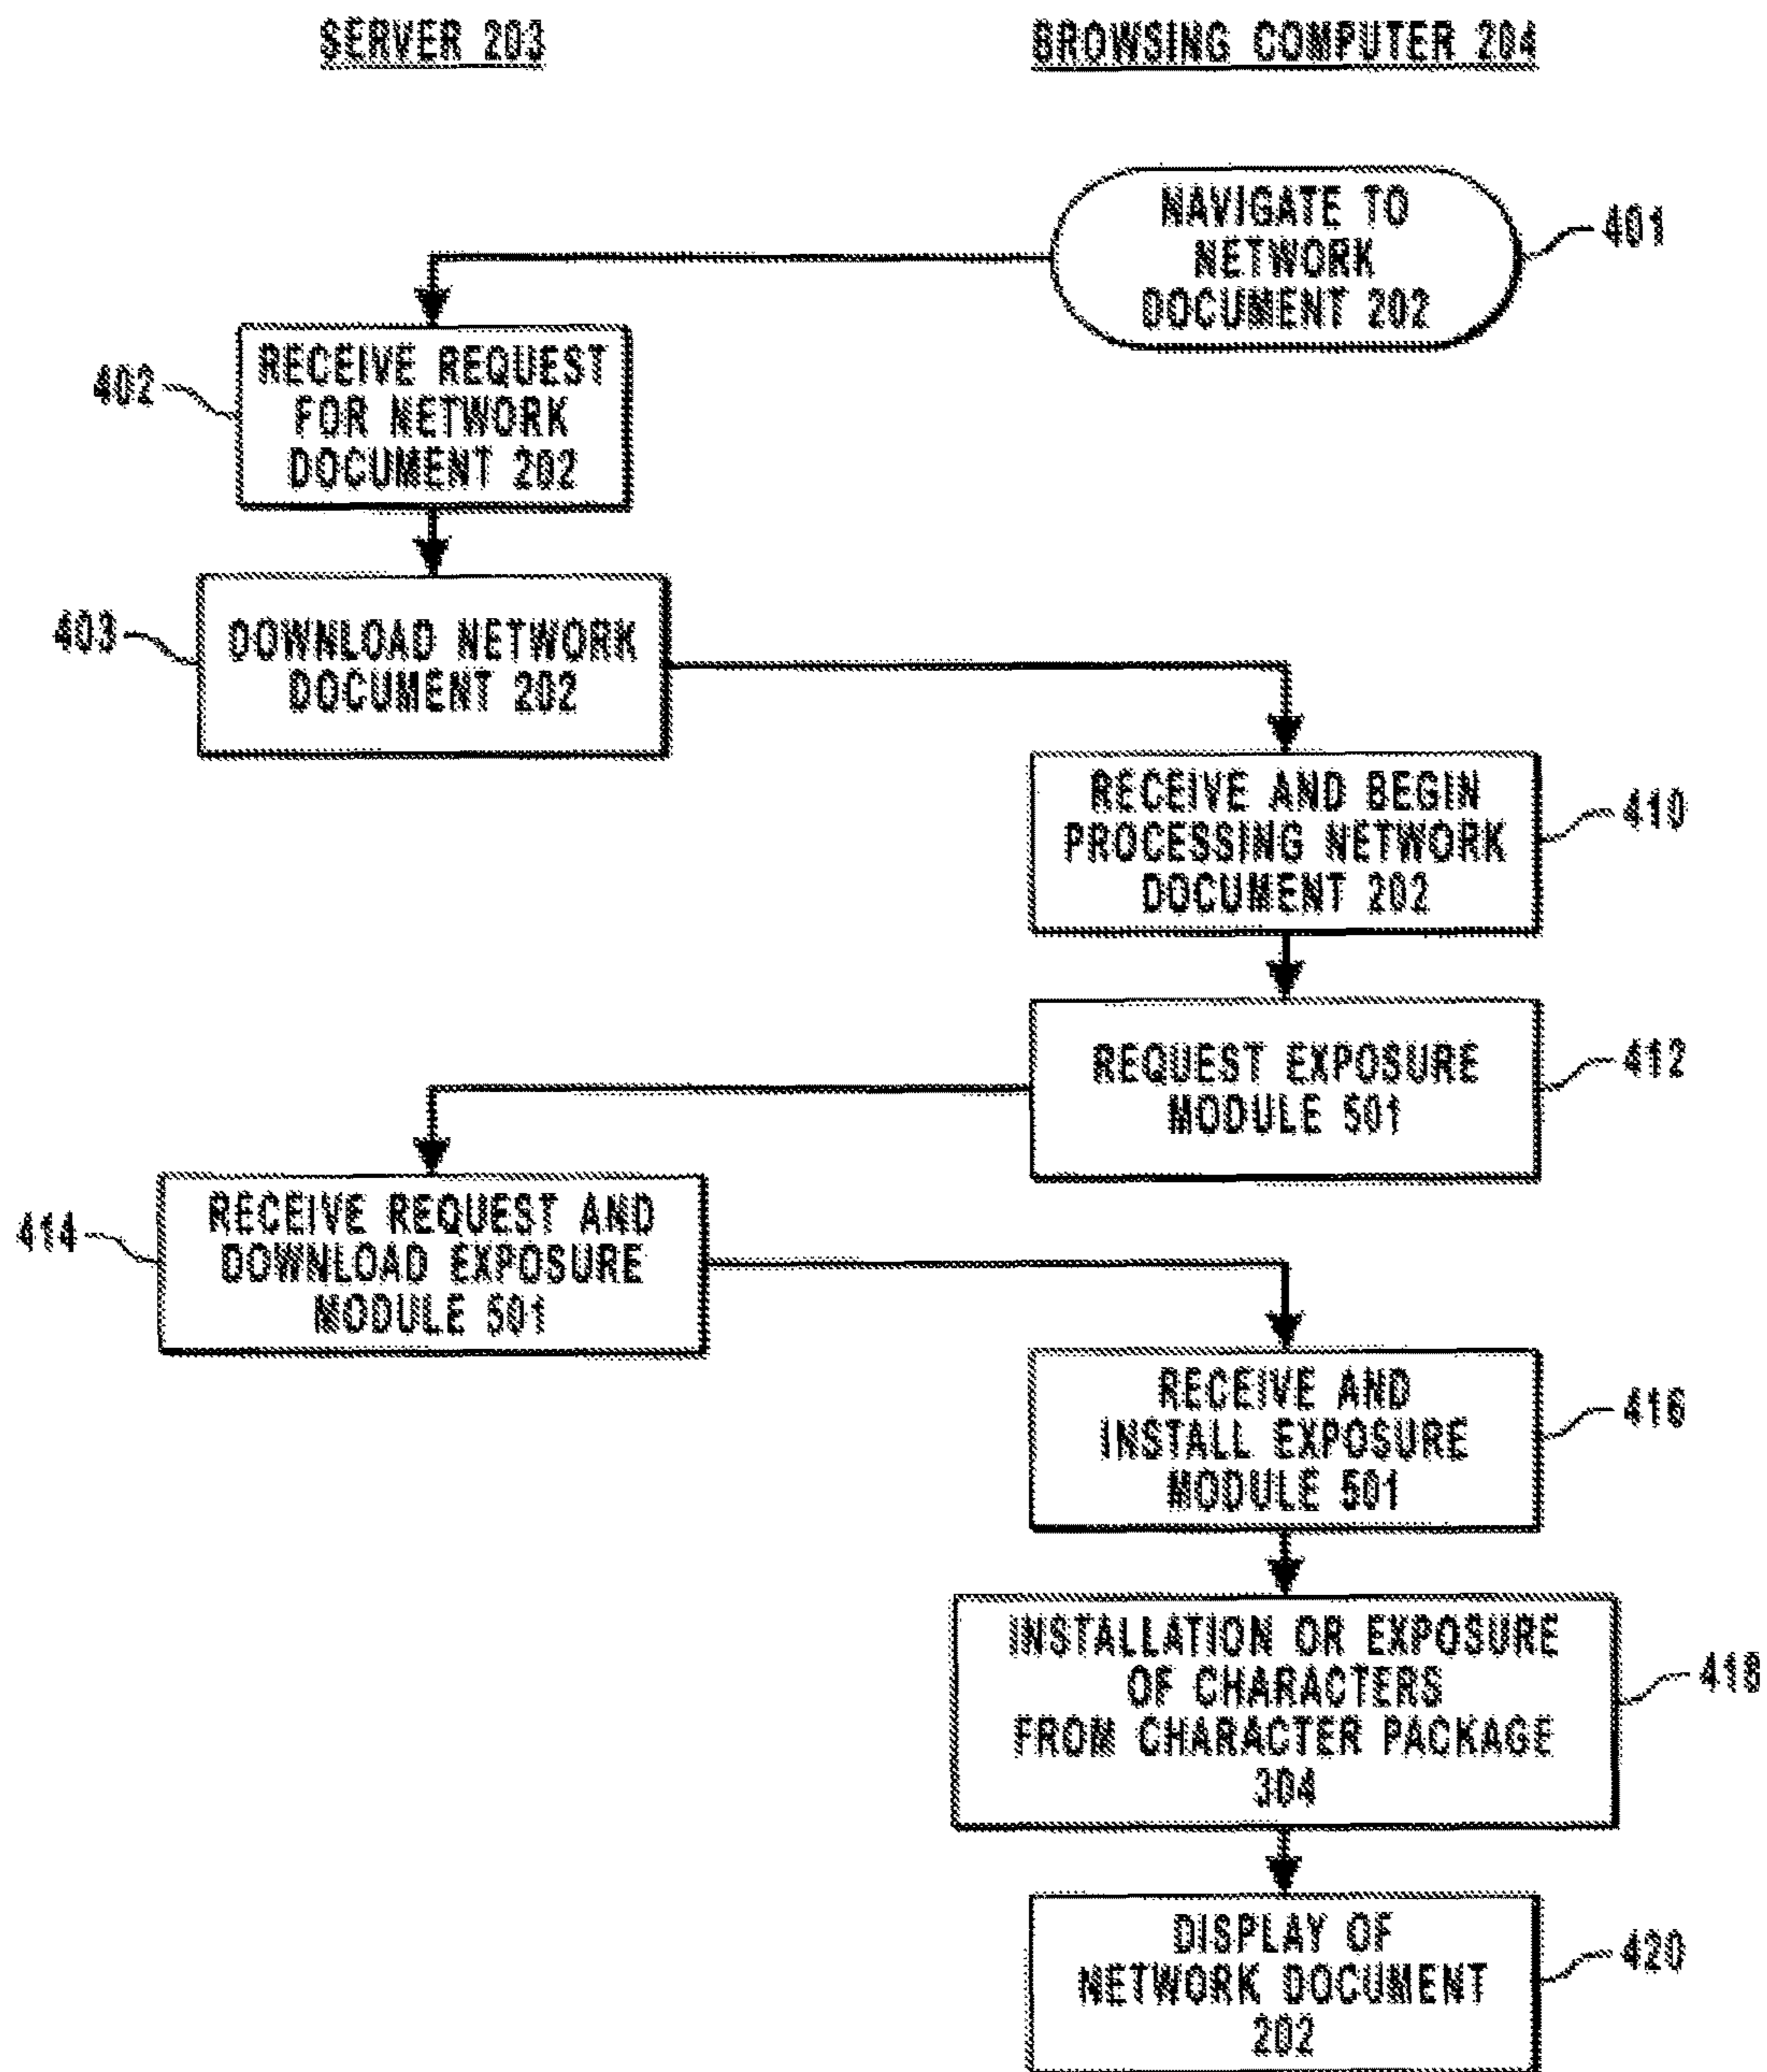 SERVER 203
BROWSING COMPUTER 204
NAVIGATE TO
NETWORK
DOCUMENT 202
401
RECEIVE REQUEST
FOR NETWORK
DOCUMENT 202
402
DOWNLOAD NETWORK
DOCUMENT 202
403
RECEIVE AND BEGIN
PROCESSING NETWORK
DOCUMENT 202
410
REQUEST EXPOSURE
MODULE 501
412
RECEIVE REQUEST AND
DOWNLOAD EXPOSURE
MODULE 501
414
RECEIVE AND
INSTALL EXPOSURE
MODULE 501
416
INSTALLATION OR EXPOSURE
OF CHARACTERS
FROM CHARACTER PACKAGE
304
418
DISPLAY OF
NETWORK DOCUMENT
202
420